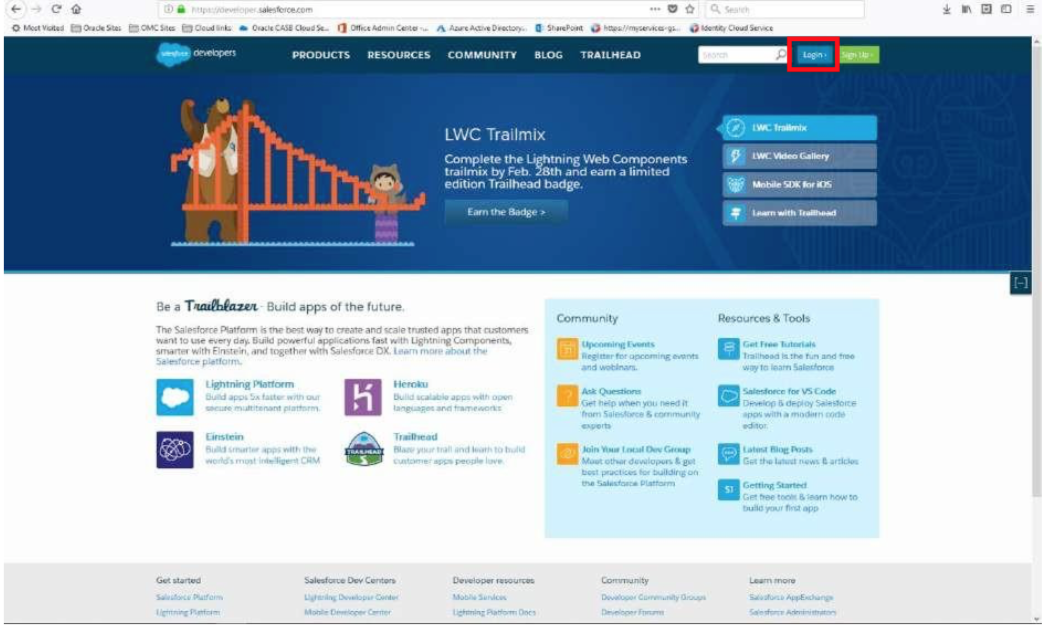 https://developer.salesforce.com
Search
Most Visited Oracle Sites OMC Sites Cloud links Oracle CASB Cloud Se... Office Admin Center -... Azure Active Directory... SharePoint https://myservices-gs... Identity Cloud Service
salesforce developers PRODUCTS RESOURCES COMMUNITY BLOG TRAILHEAD Search Login › Sign Up ›
LWC Trailmix
Complete the Lightning Web Components
trailmix by Feb. 28th and earn a limited
edition Trailhead badge.
Earn the Badge >
LWC Trailmix
LWC Video Gallery
Mobile SDK for iOS
Learn with Trailhead
[–]
Be a Trailblazer - Build apps of the future.
The Salesforce Platform is the best way to create and scale trusted apps that customers
want to use every day. Build powerful applications fast with Lightning Components,
smarter with Einstein, and together with Salesforce DX. Learn more about the
Salesforce platform.
Lightning Platform
Build apps 5x faster with our
secure multitenant platform.
Heroku
Build scalable apps with open
languages and frameworks
Einstein
Build smarter apps with the
world's most intelligent CRM
TRAILHEAD
Trailhead
Blaze your trail and learn to build
customer apps people love.
Community
Upcoming Events
Register for upcoming events
and webinars.
Ask Questions
Get help when you need it
from Salesforce & community
experts
Join Your Local Dev Group
Meet other developers & get
best practices for building on
the Salesforce Platform
Resources & Tools
Get Free Tutorials
Trailhead is the fun and free
way to learn Salesforce
Salesforce for VS Code
Develop & deploy Salesforce
apps with a modern code
editor.
Latest Blog Posts
Get the latest news & articles
Getting Started
Get free tools & learn how to
build your first app
Get started
Salesforce Platform
Lightning Platform
Salesforce Dev Centers
Lightning Developer Center
Mobile Developer Center
Developer resources
Mobile Services
Lightning Platform Docs
Community
Developer Community Groups
Developer Forums
Learn more
Salesforce AppExchange
Salesforce Administrators